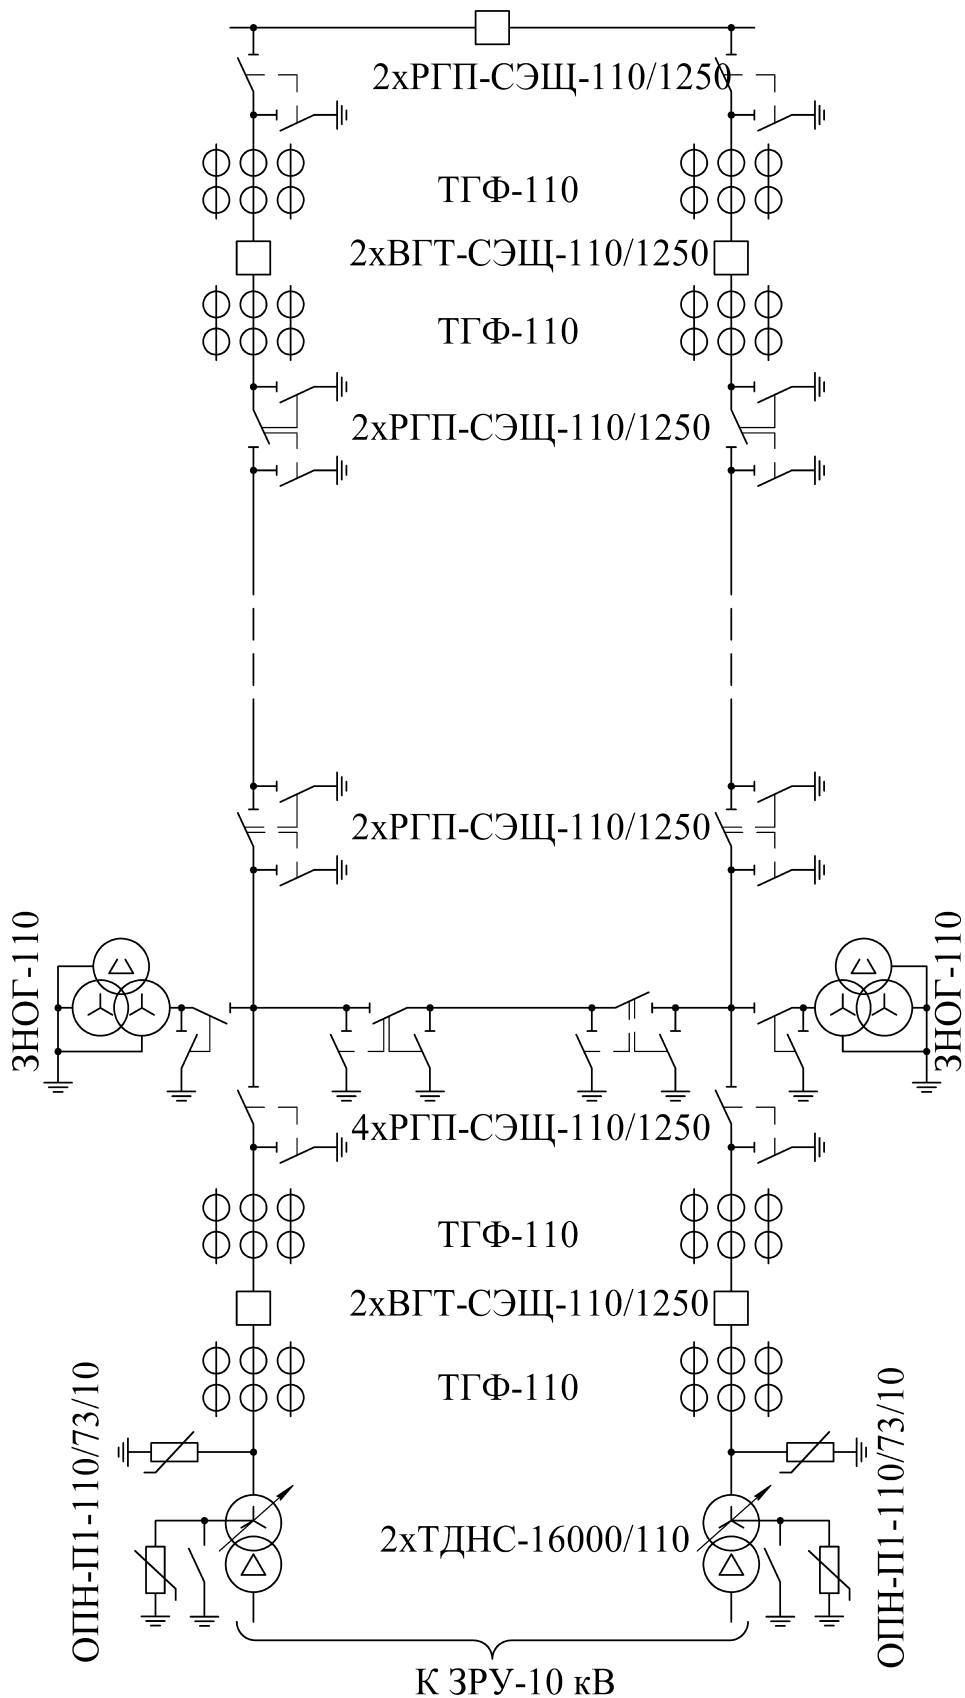 2хРГП-СЭЩ-110/1250
ТГФ-110
2хВГТ-СЭЩ-110/1250
ТГФ-110
2хРГП-СЭЩ-110/1250
2хРГП-СЭЩ-110/1250
ЗНОГ-110
ЗНОГ-110
4хРГП-СЭЩ-110/1250
ТГФ-110
2хВГТ-СЭЩ-110/1250
ТГФ-110
ОПН-П1-110/73/10
ОПН-П1-110/73/10
2хТДНС-16000/110
К ЗРУ-10 кВ